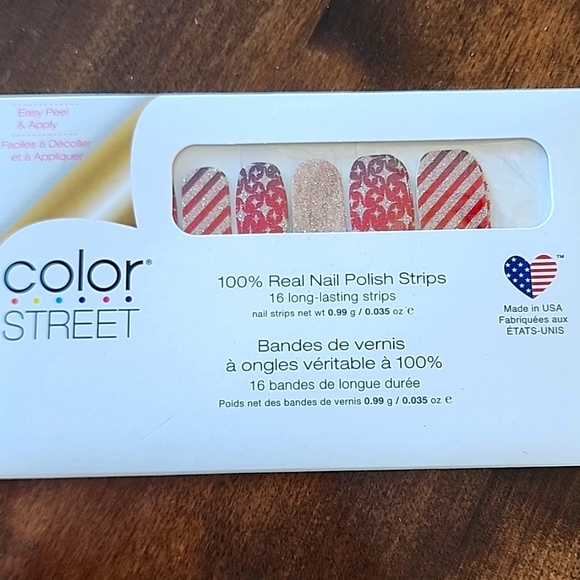 Easy Peel
& Apply
Faciles à Décoller
et à Appliquer
color®
STREET
100% Real Nail Polish Strips
16 long-lasting strips
nail strips net wt 0.99 g / 0.035 oz ℮
Bandes de vernis
à ongles véritable à 100%
16 bandes de longue durée
Poids net des bandes de vernis 0.99 g / 0.035 oz ℮
™
Made in USA
Fabriquées aux
ÉTATS-UNIS